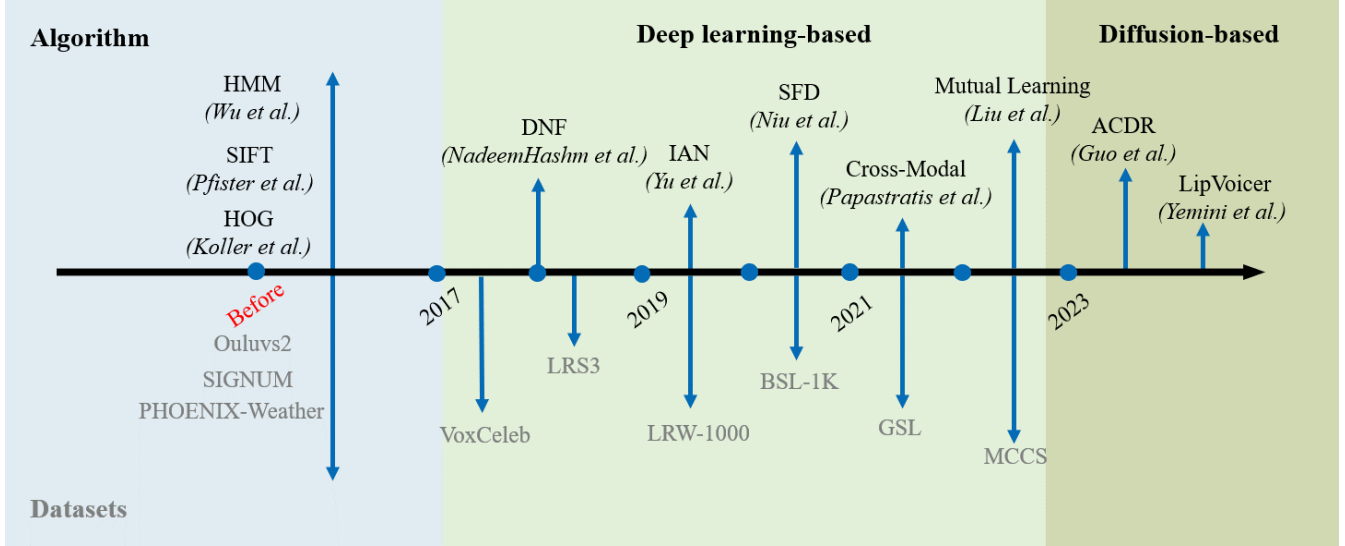 Algorithm
Deep learning-based
Diffusion-based
HMM
(Wu et al.)
SIFT
(Pfister et al.)
HOG
(Koller et al.)
DNF
(NadeemHashm et al.)
IAN
(Yu et al.)
SFD
(Niu et al.)
Cross-Modal
(Papastratis et al.)
Mutual Learning
(Liu et al.)
ACDR
(Guo et al.)
LipVoicer
(Yemini et al.)
Before
2017
2019
2021
2023
Ouluvs2
SIGNUM
PHOENIX-Weather
VoxCeleb
LRS3
LRW-1000
BSL-1K
GSL
MCCS
Datasets